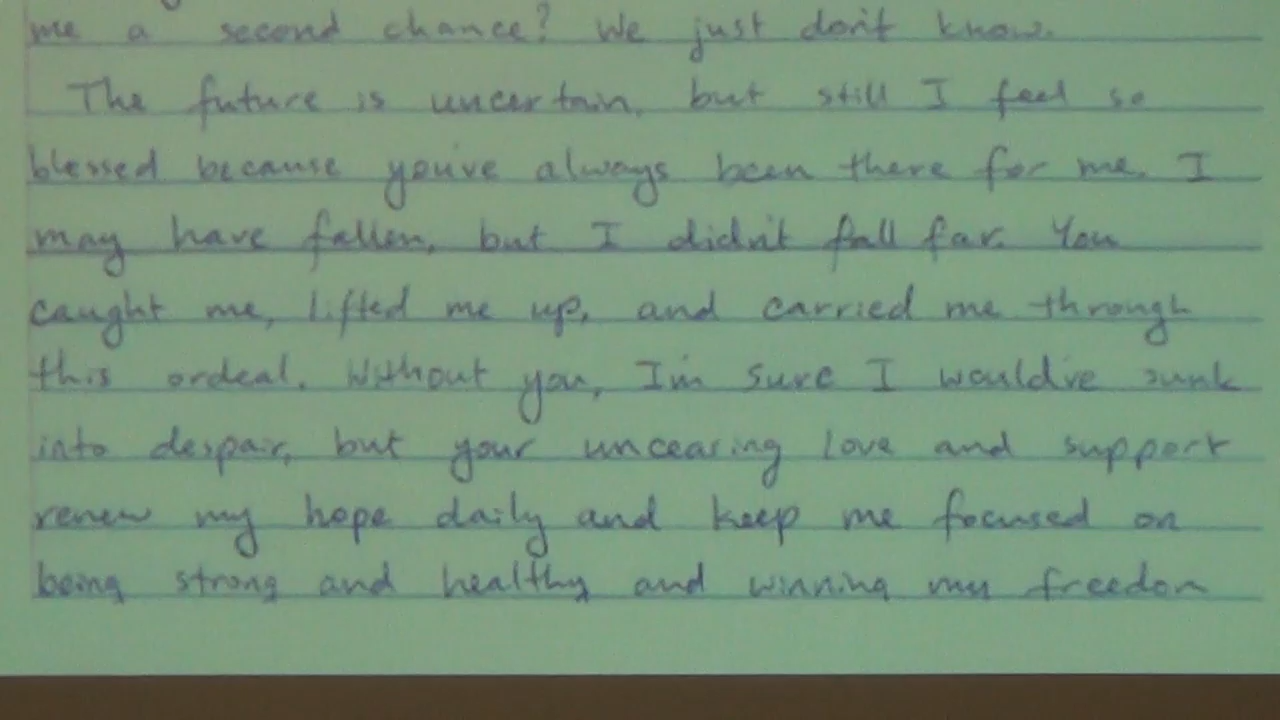 me a second chance? We just don't know.
The future is uncertain, but still I feel so
blessed because you've always been there for me. I
may have fallen, but I didn't fall far. You
caught me, lifted me up, and carried me through
this ordeal. Without you, I'm sure I would've sunk
into despair, but your unceasing love and support
renew my hope daily and keep me focused on
being strong and healthy and winning my freedom